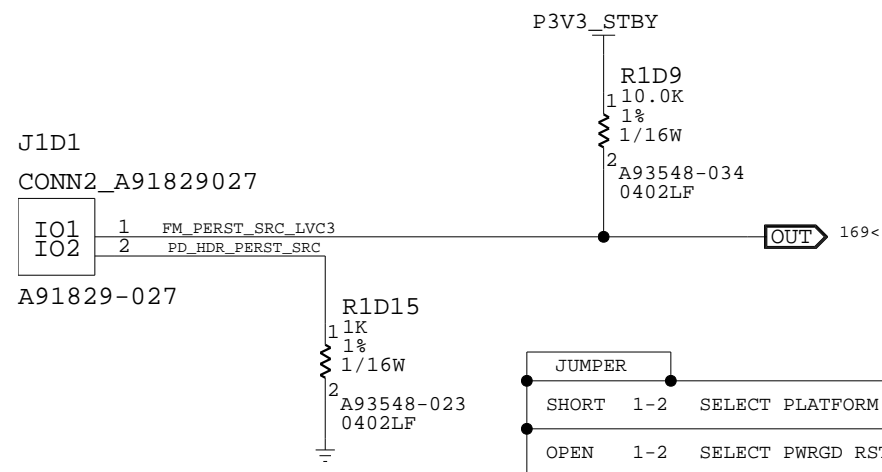 P3V3_STBY
R1D9
1 10.0K
1%
1/16W
2
A93548-034
0402LF
J1D1
CONN2_A91829027
IO1 1 FM_PERST_SRC_LVC3
IO2 2 PD_HDR_PERST_SRC
OUT 169<
A91829-027
R1D15
1 1K
1%
1/16W
2
A93548-023
0402LF
JUMPER
SHORT 1-2 SELECT PLATFORM
OPEN 1-2 SELECT PWRGD